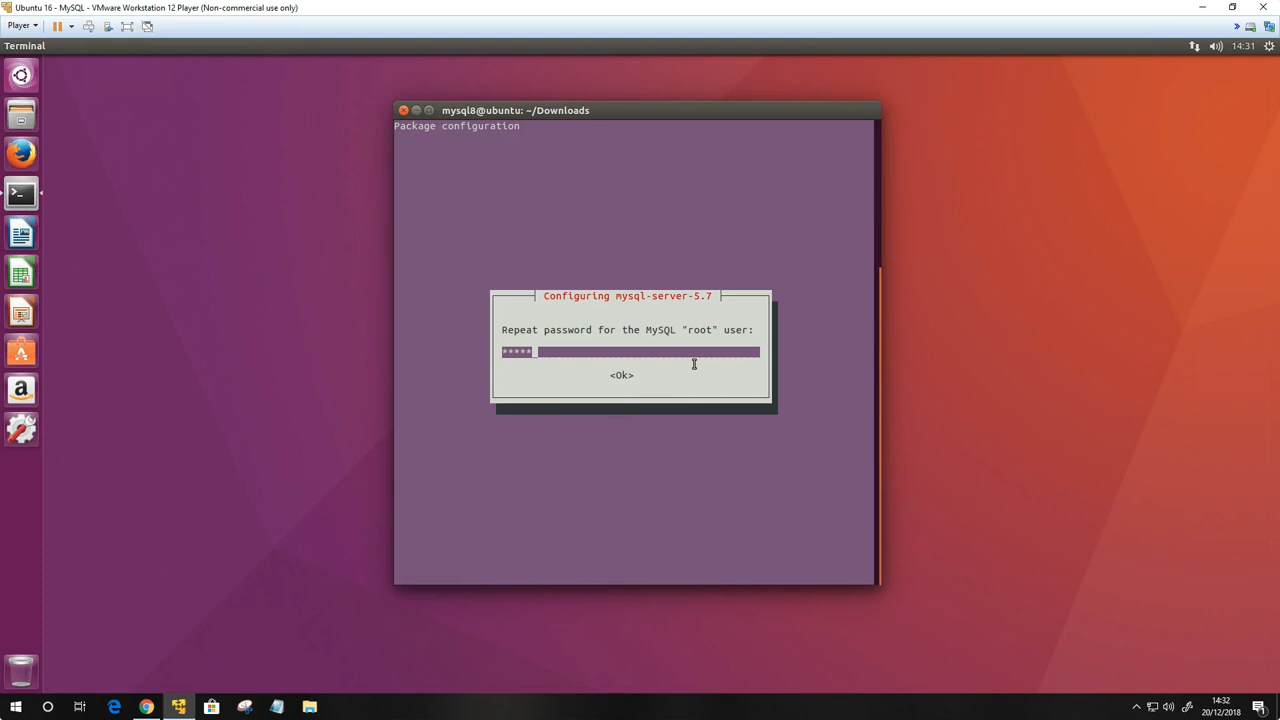 Ubuntu 16 - MySQL - VMware Workstation 12 Player (Non-commercial use only)
Player
Terminal
14:31
mysql8@ubuntu: ~/Downloads
Package configuration
Configuring mysql-server-5.7
Repeat password for the MySQL "root" user:
*****_
<Ok>
14:32
20/12/2018
1